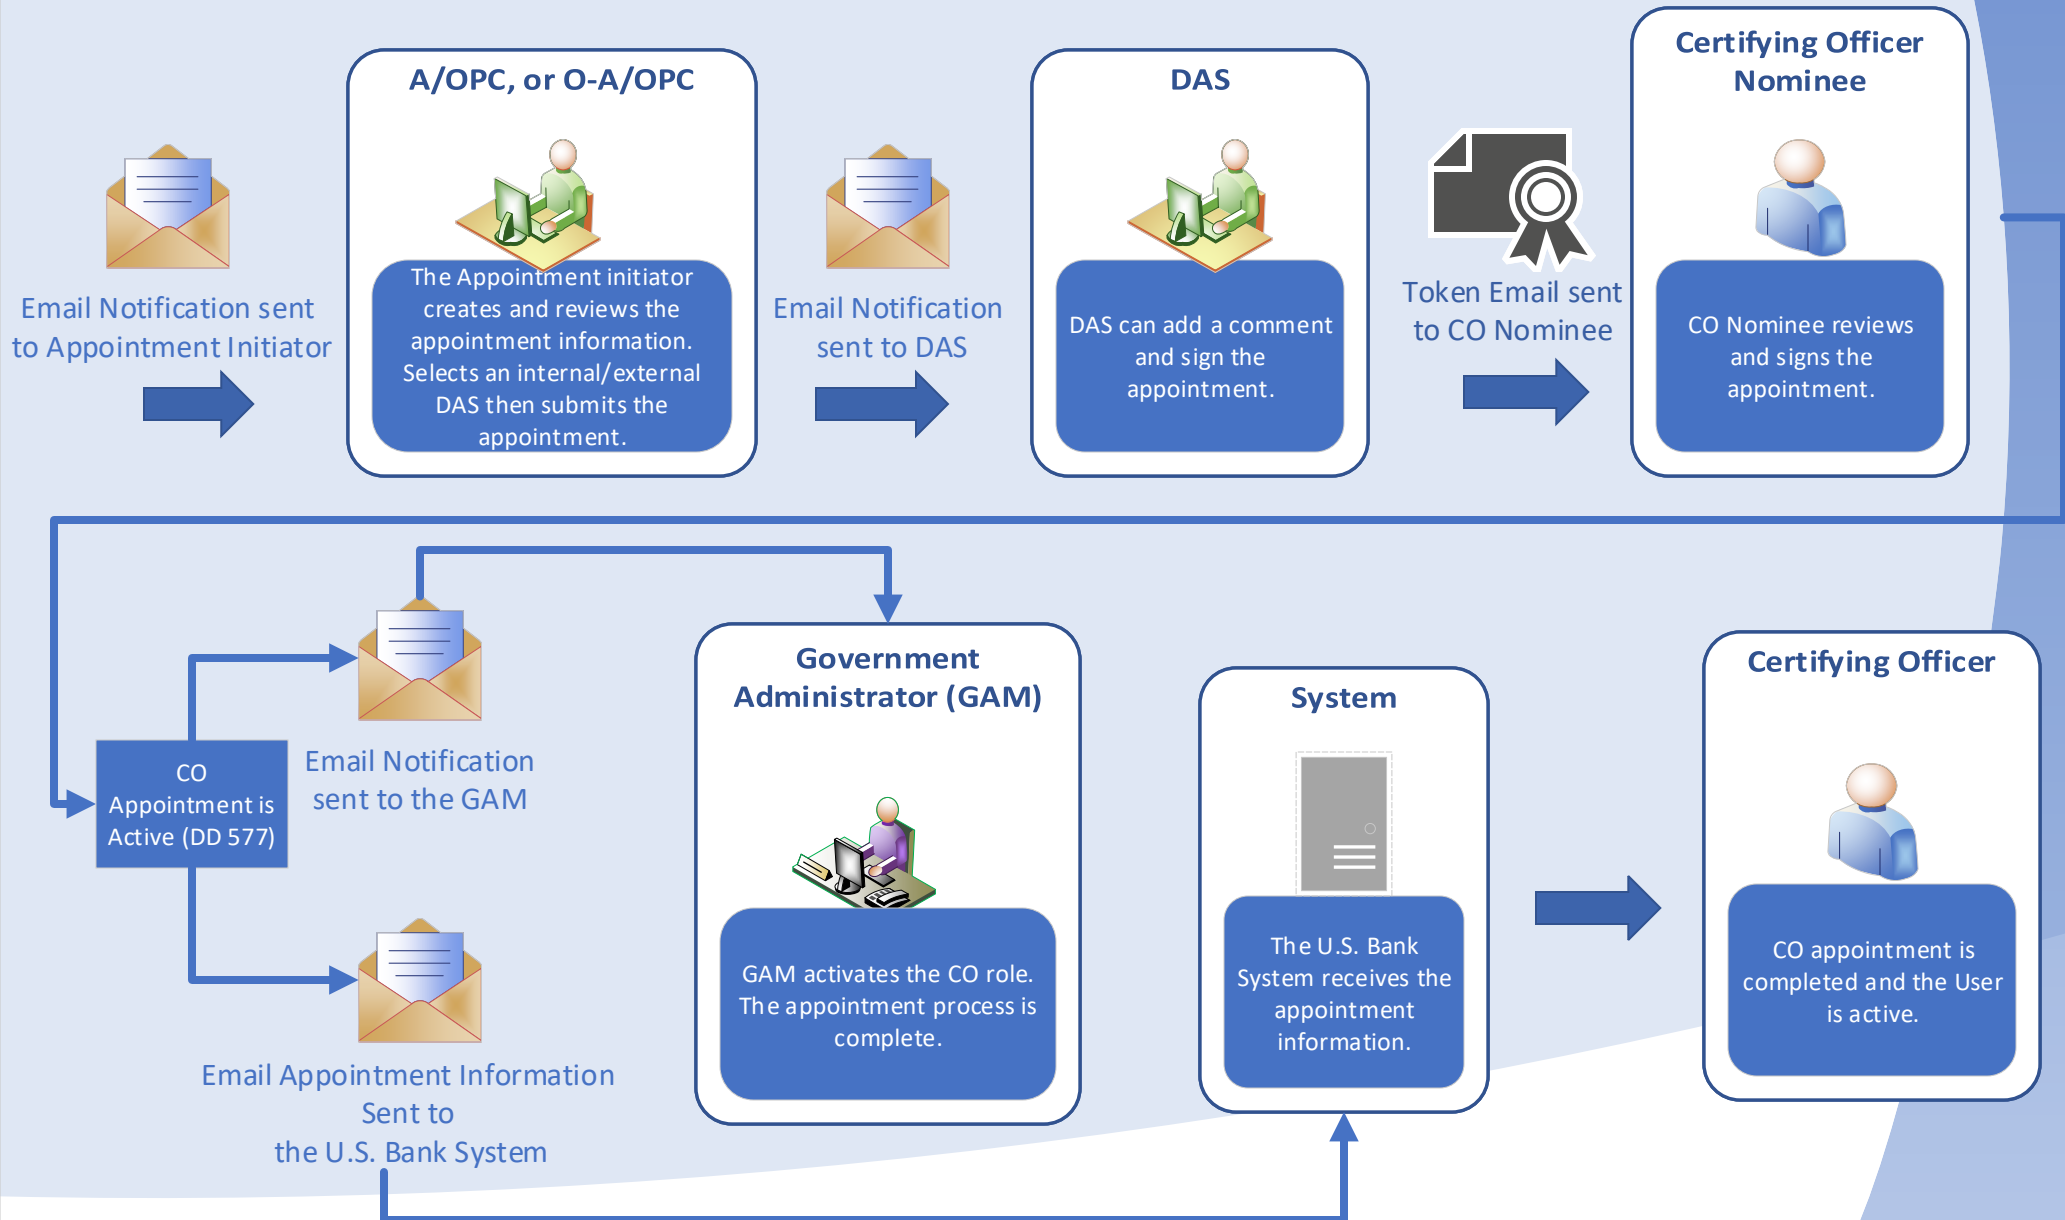 Email Notification sent
to Appointment Initiator
A/OPC, or O-A/OPC
The Appointment initiator
creates and reviews the
appointment information.
Selects an internal/external
DAS then submits the
appointment.
Email Notification
sent to DAS
DAS
DAS can add a comment
and sign the
appointment.
Token Email sent
to CO Nominee
Certifying Officer
Nominee
CO Nominee reviews
and signs the
appointment.
CO
Appointment is
Active (DD 577)
Email Notification
sent to the GAM
Email Appointment Information
Sent to
the U.S. Bank System
Government
Administrator (GAM)
GAM activates the CO role.
The appointment process is
complete.
System
The U.S. Bank
System receives the
appointment
information.
Certifying Officer
CO appointment is
completed and the User
is active.